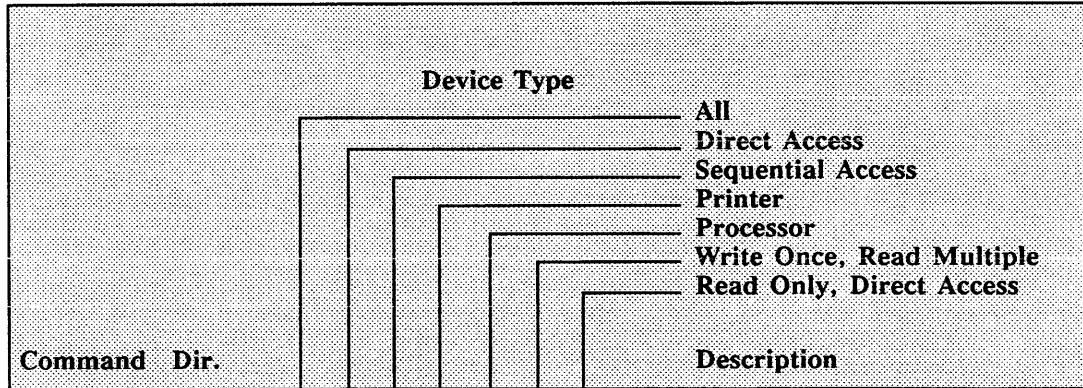 Device Type
All
Direct Access
Sequential Access
Printer
Processor
Write Once, Read Multiple
Read Only, Direct Access
Command Dir. Description